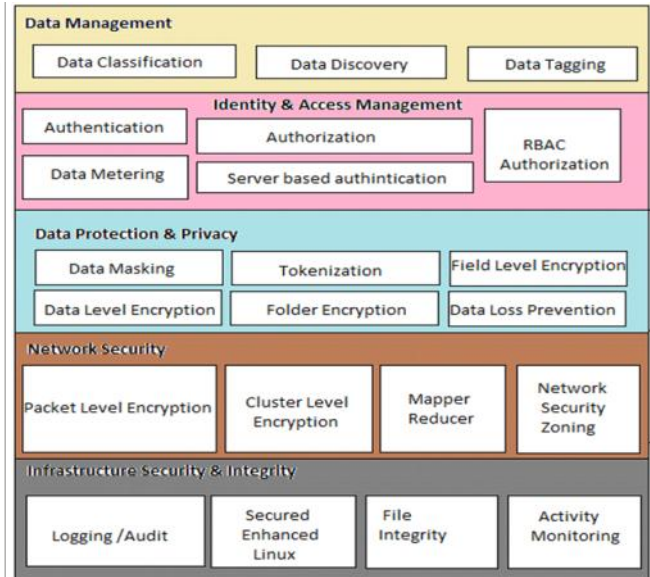 Data Management
Data Classification
Data Discovery
Data Tagging
Identity & Access Management
Authentication
Authorization
RBAC
Authorization
Data Metering
Server based authintication
Data Protection & Privacy
Data Masking
Tokenization
Field Level Encryption
Data Level Encryption
Folder Encryption
Data Loss Prevention
Network Security
Packet Level Encryption
Cluster Level
Encryption
Mapper
Reducer
Network
Security
Zoning
Infrastructure Security & Integrity
Logging /Audit
Secured
Enhanced
Linux
File
Integrity
Activity
Monitoring